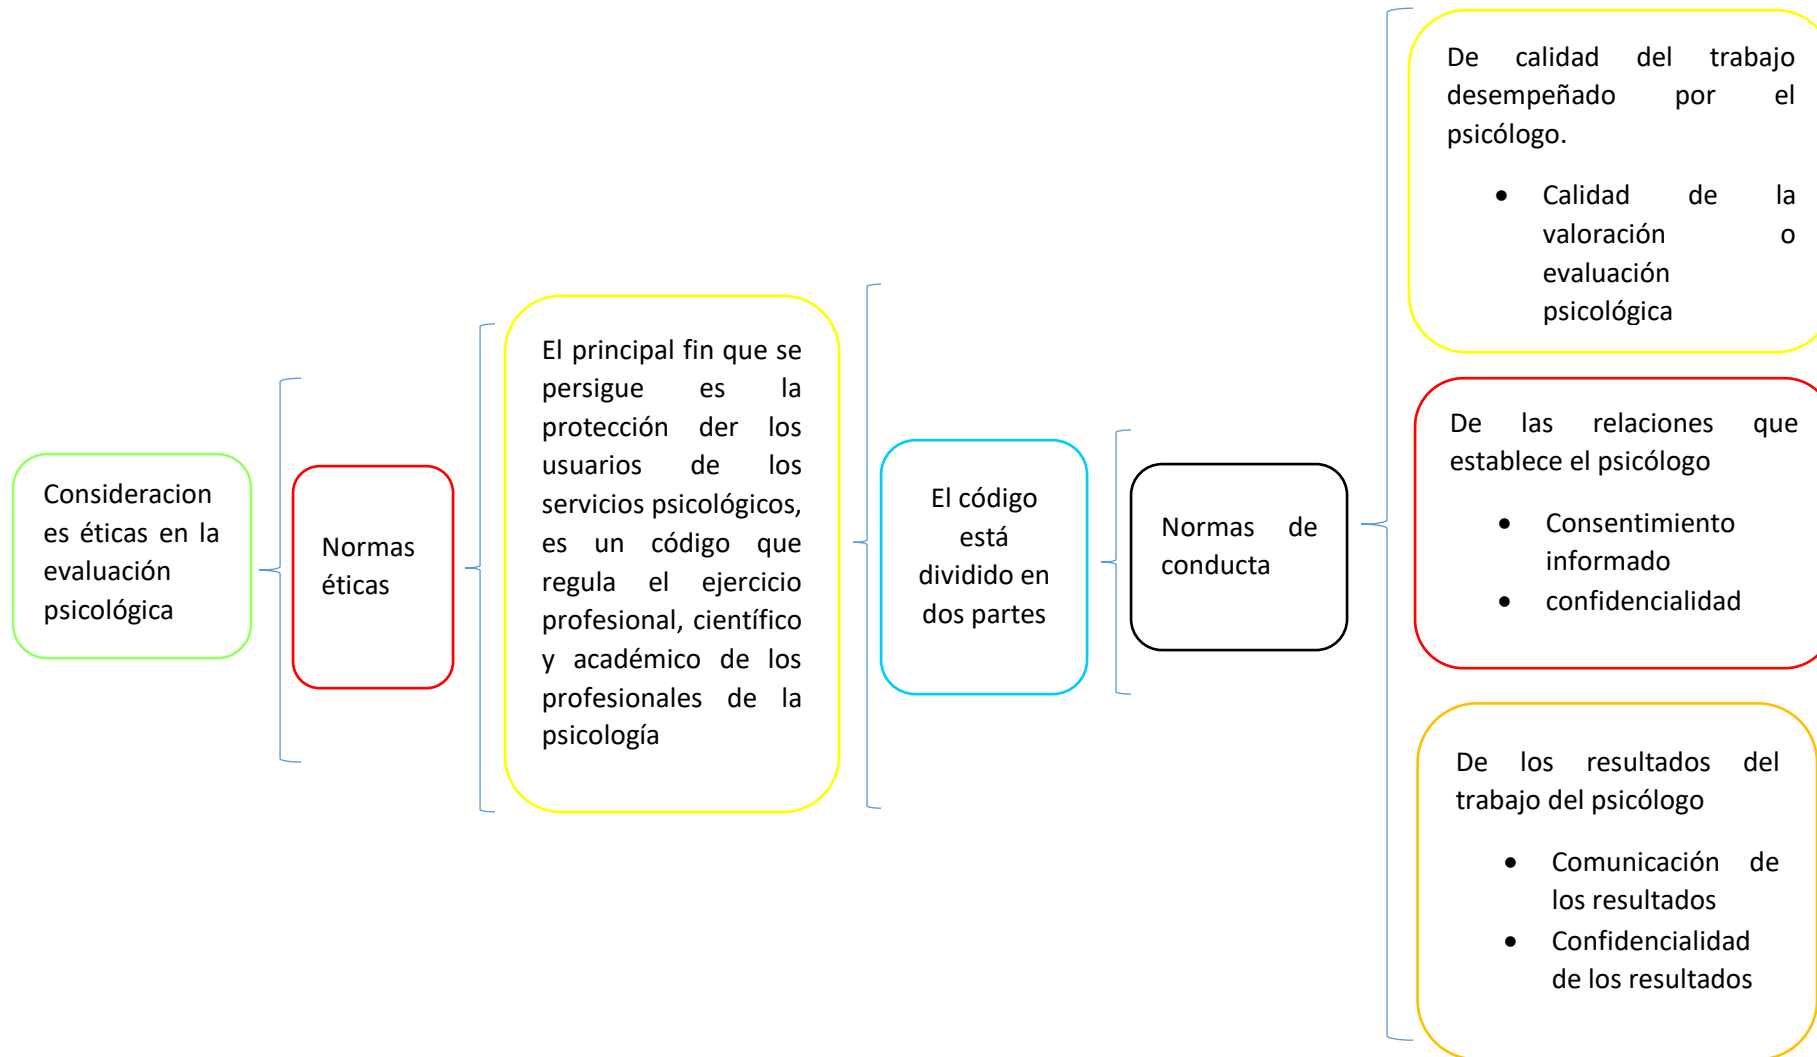 Consideracion
es éticas en la
evaluación
psicológica
Normas
éticas
El principal fin que se
persigue es la
protección der los
usuarios de los
servicios psicológicos,
es un código que
regula el ejercicio
profesional, científico
y académico de los
profesionales de la
psicología
El código
está
dividido en
dos partes
Normas de
conducta
De calidad del trabajo
desempeñado por el
psicólogo.
• Calidad de la
valoración o
evaluación
psicológica
De las relaciones que
establece el psicólogo
• Consentimiento
informado
• confidencialidad
De los resultados del
trabajo del psicólogo
• Comunicación de
los resultados
• Confidencialidad
de los resultados